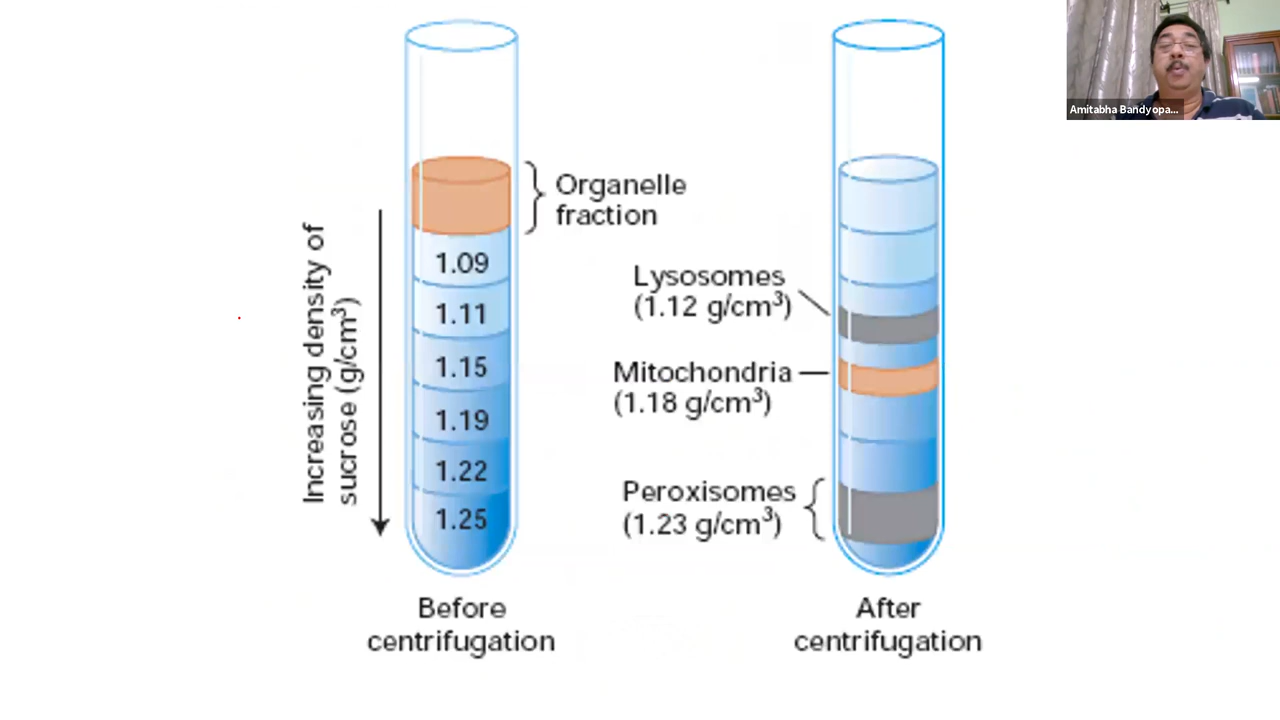 Amitabha Bandyopa...
Organelle
fraction
Increasing density of
sucrose (g/cm³)
1.09
1.11
1.15
1.19
1.22
1.25
Before
centrifugation
Lysosomes
(1.12 g/cm³)
Mitochondria
(1.18 g/cm³)
Peroxisomes
(1.23 g/cm³)
After
centrifugation